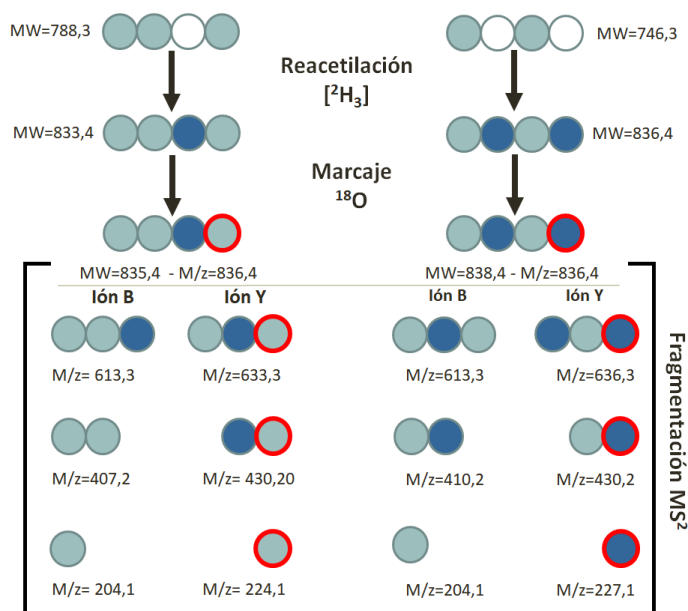 MW=788,3
MW=746,3
Reacetilación
[²H₃]
MW=833,4
MW=836,4
Marcaje
¹⁸O
MW=835,4 - M/z=836,4
MW=838,4 - M/z=836,4
Ión B
Ión Y
Ión B
Ión Y
M/z= 613,3
M/z=633,3
M/z=613,3
M/z=636,3
M/z=407,2
M/z= 430,20
M/z=410,2
M/z=430,2
M/z= 204,1
M/z= 224,1
M/z=204,1
M/z=227,1
Fragmentación MS²